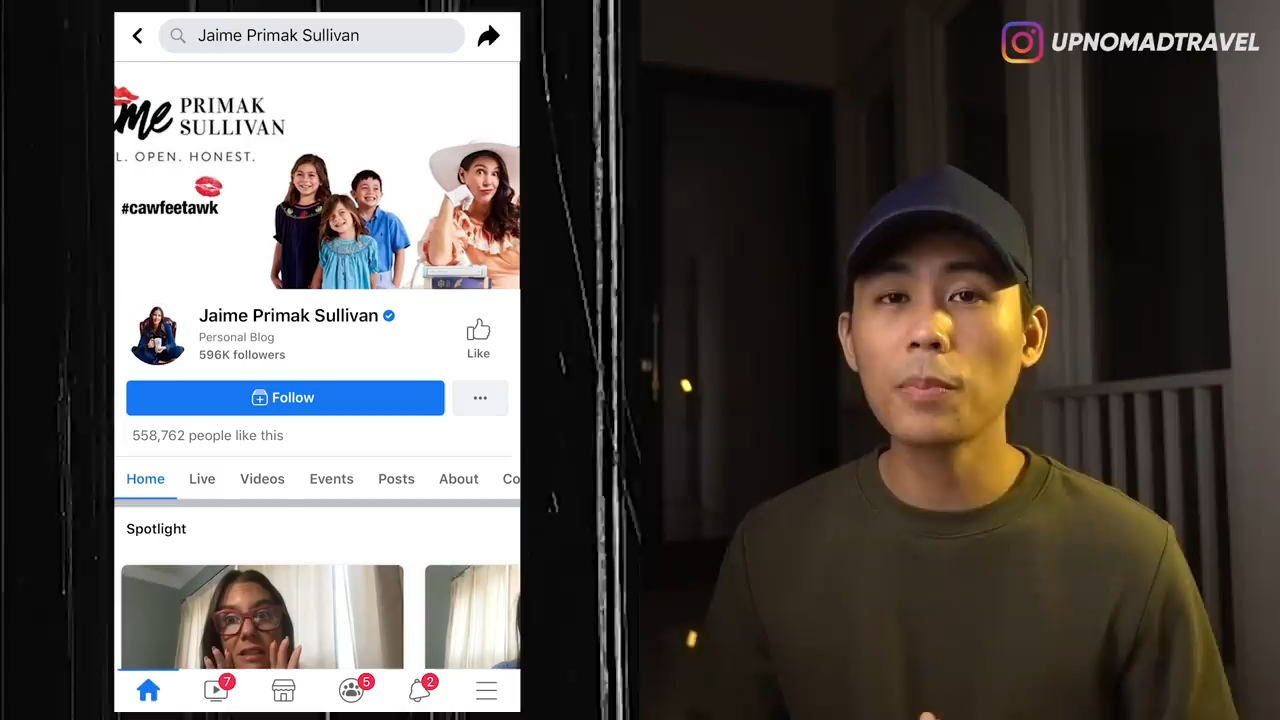 Jaime Primak Sullivan
me PRIMAK
SULLIVAN
L. OPEN. HONEST.
#cawfeetawk
Jaime Primak Sullivan
Personal Blog
596K followers
Like
Follow
558,762 people like this
Home Live Videos Events Posts About Co
Spotlight
7
5
2
UPNOMADTRAVEL